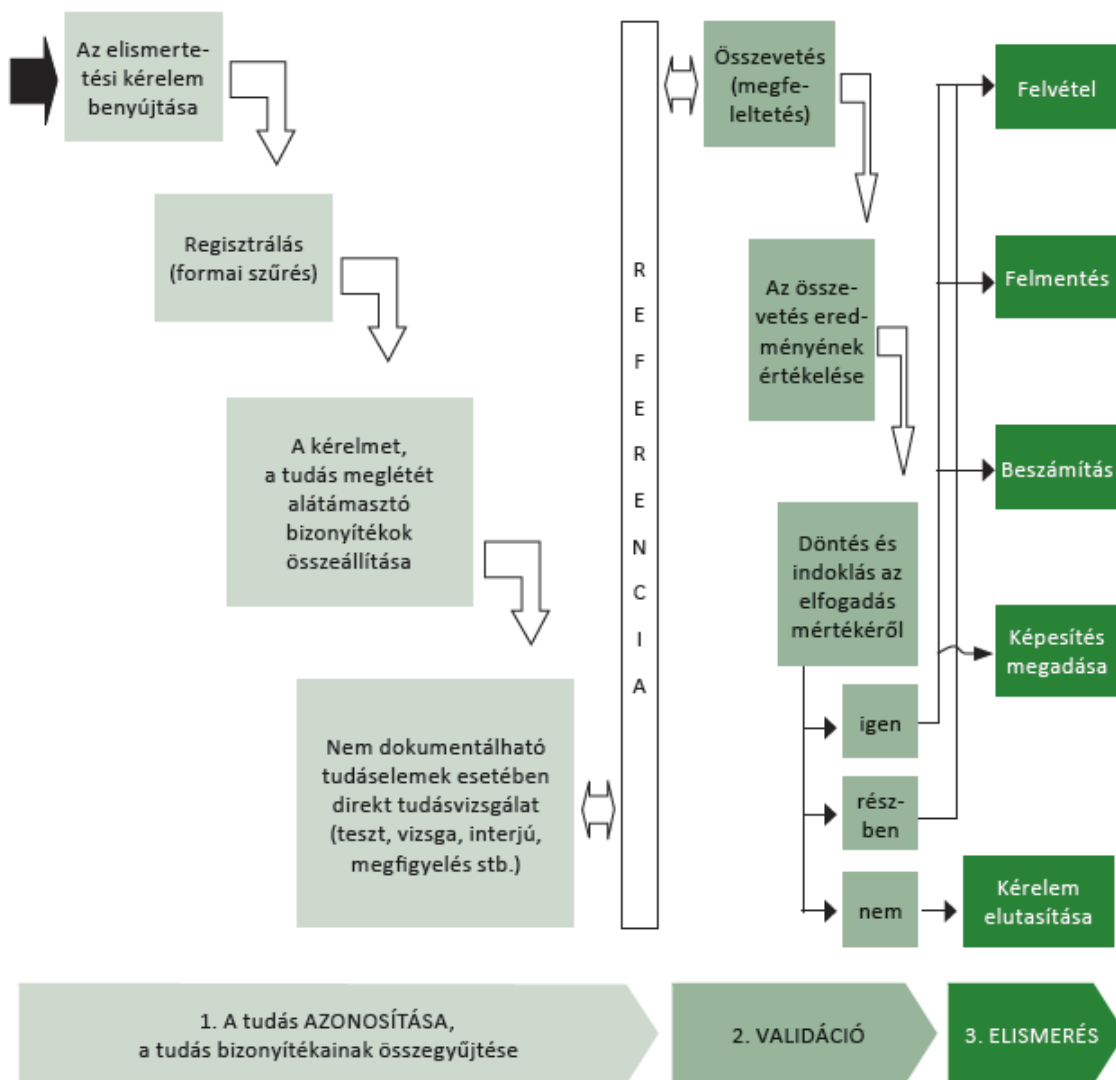 Az elismerte-
tési kérelem
benyújtása
Regisztrálás
(formai szűrés)
A kérelmet,
a tudás meglétét
alátámasztó
bizonyítékok
összeállítása
Nem dokumentálható
tudáselemek esetében
direkt tudásvizsgálat
(teszt, vizsga, interjú,
megfigyelés stb.)
R
E
F
E
R
E
N
C
I
A
Összevetés
(megfe-
leltetés)
Az össze-
vetés ered-
ményének
értékelése
Döntés és
indoklás az
elfogadás
mértékéről
igen
rész-
ben
nem
Felvétel
Felmentés
Beszámítás
Képesítés
megadása
Kérelem
elutasítása
1. A tudás AZONOSÍTÁSA,
a tudás bizonyítékainak összegyűjtése
2. VALIDÁCIÓ
3. ELISMERÉS